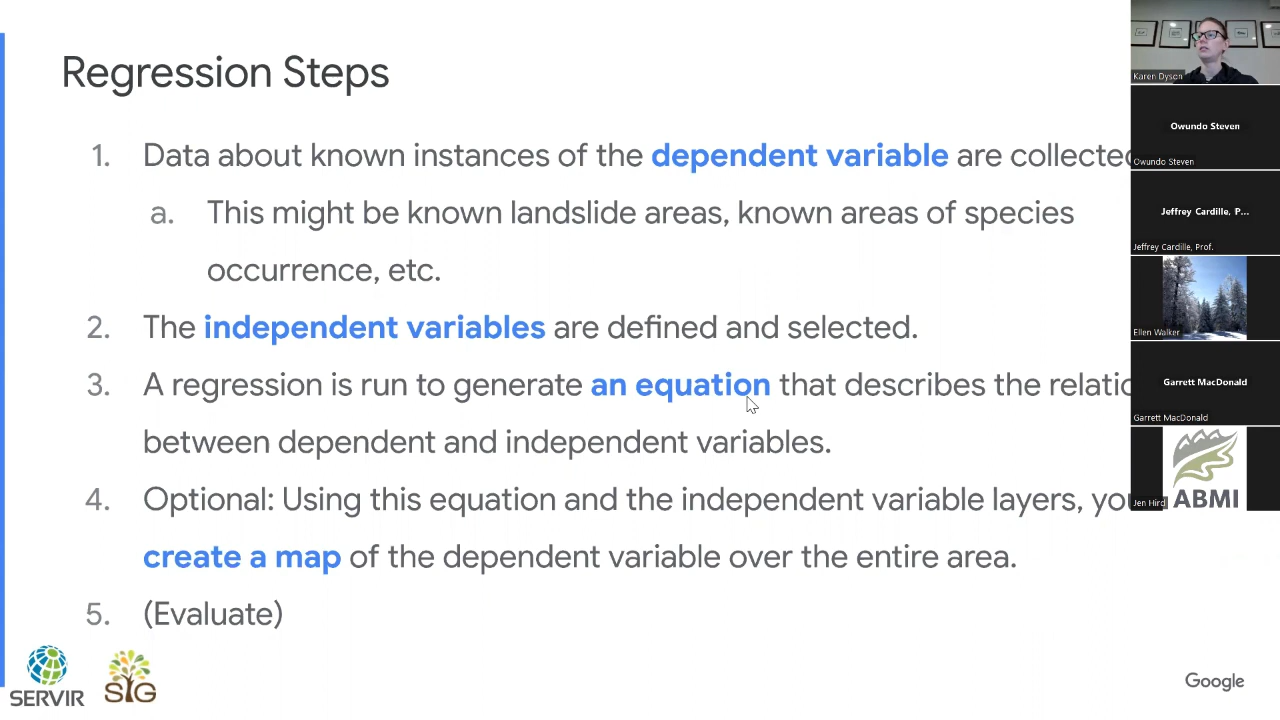 Regression Steps
1. Data about known instances of the dependent variable are collected
a. This might be known landslide areas, known areas of species
occurrence, etc.
2. The independent variables are defined and selected.
3. A regression is run to generate an equation that describes the relatio
between dependent and independent variables.
4. Optional: Using this equation and the independent variable layers, you
create a map of the dependent variable over the entire area.
5. (Evaluate)
SERVIR
SIG
Google
Karen Dyson
Owundo Steven
Owundo Steven
Jeffrey Cardille, P...
Jeffrey Cardille, Prof.
Ellen Walker
Garrett MacDonald
Garrett MacDonald
ABMI
Jen Hird